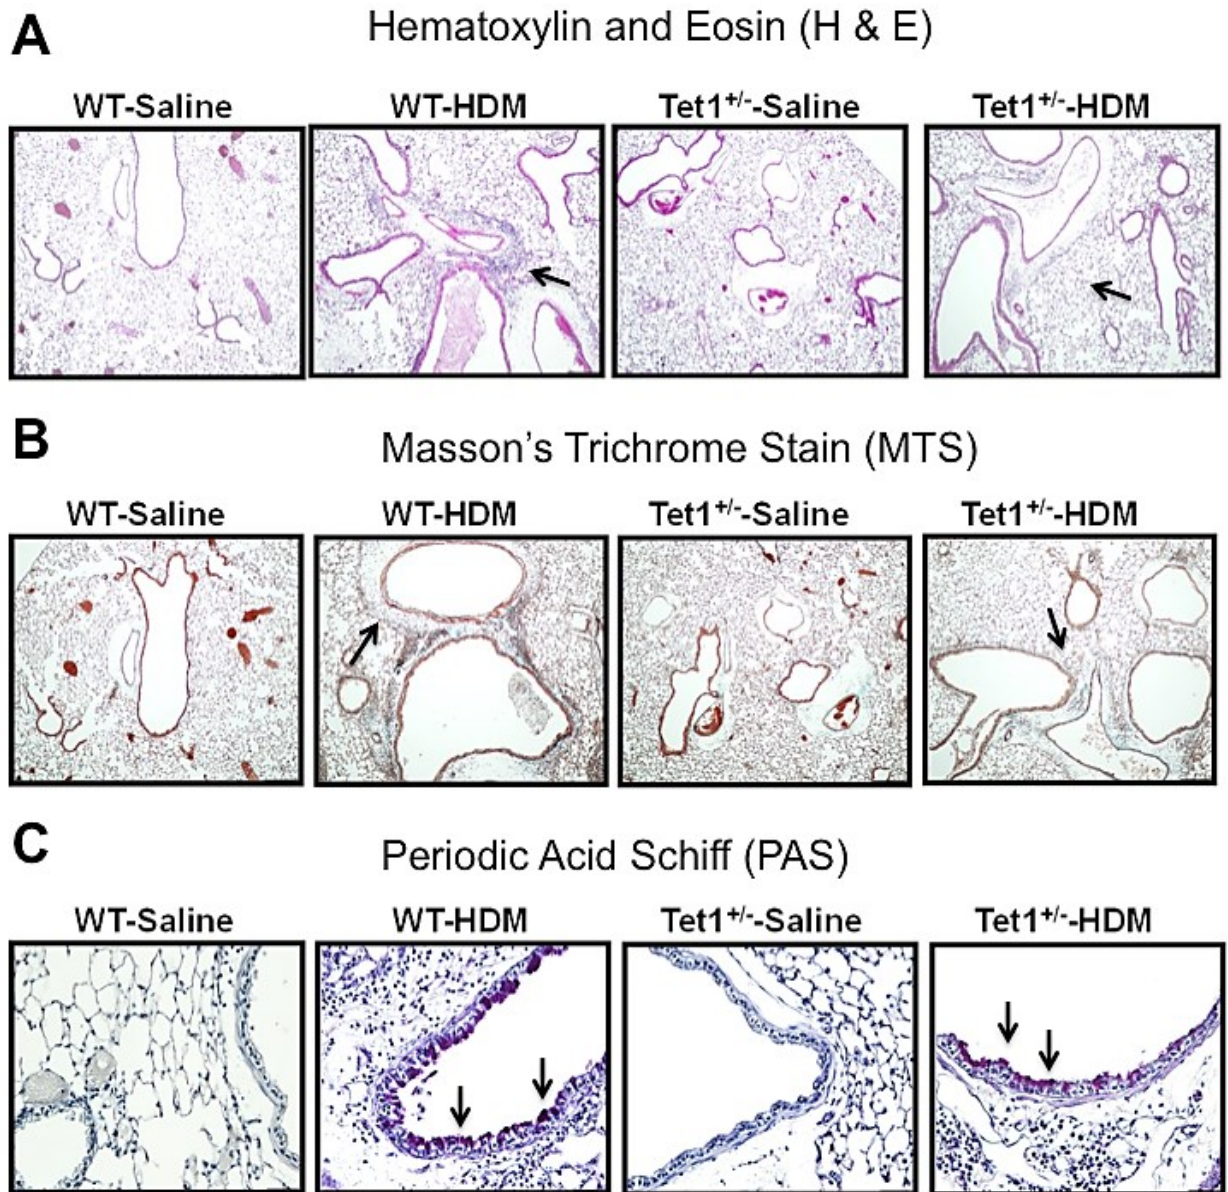 A
Hematoxylin and Eosin (H & E)
WT-Saline WT-HDM Tet1+/--Saline Tet1+/--HDM
B
Masson's Trichrome Stain (MTS)
WT-Saline WT-HDM Tet1+/--Saline Tet1+/--HDM
C
Periodic Acid Schiff (PAS)
WT-Saline WT-HDM Tet1+/--Saline Tet1+/--HDM